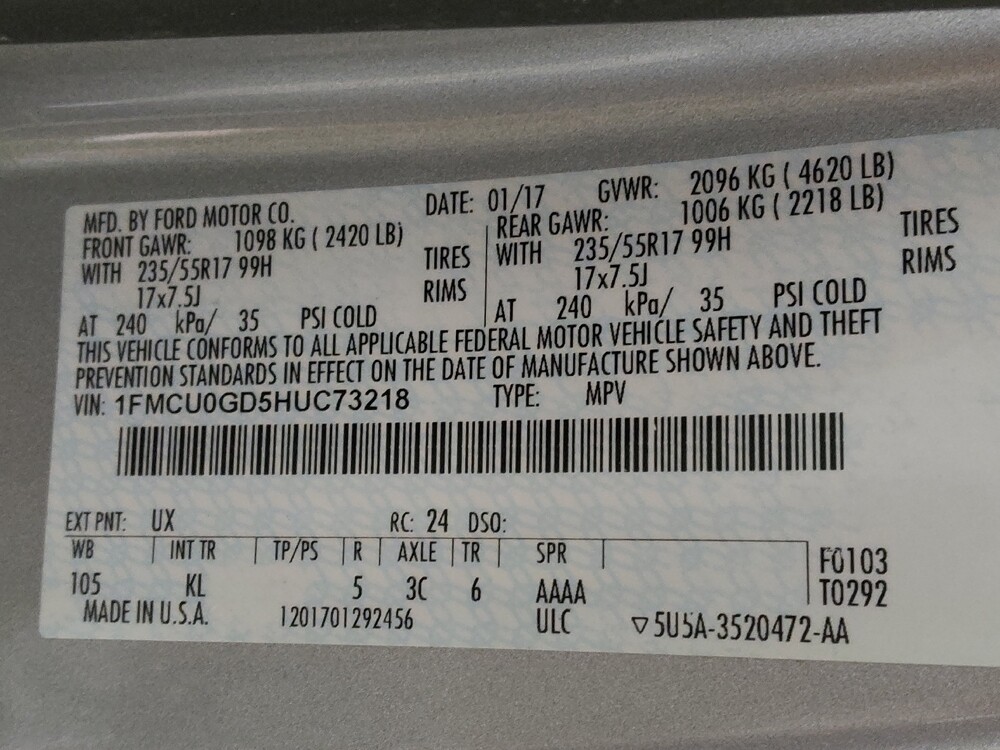 MFD. BY FORD MOTOR CO. DATE: 01/17 GVWR: 2096 KG ( 4620 LB)
FRONT GAWR: 1098 KG ( 2420 LB) REAR GAWR: 1006 KG ( 2218 LB)
WITH 235/55R17 99H TIRES WITH 235/55R17 99H TIRES
17x7.5J RIMS 17x7.5J RIMS
AT 240 kPa/ 35 PSI COLD AT 240 kPa/ 35 PSI COLD
THIS VEHICLE CONFORMS TO ALL APPLICABLE FEDERAL MOTOR VEHICLE SAFETY AND THEFT
PREVENTION STANDARDS IN EFFECT ON THE DATE OF MANUFACTURE SHOWN ABOVE.
VIN: 1FMCU0GD5HUC73218 TYPE: MPV
EXT PNT: UX RC: 24 DSO:
WB INT TR TP/PS R AXLE TR SPR F0103
105 KL 5 3C 6 AAAA T0292
MADE IN U.S.A. 1201701292456 ULC ▽5U5A-3520472-AA